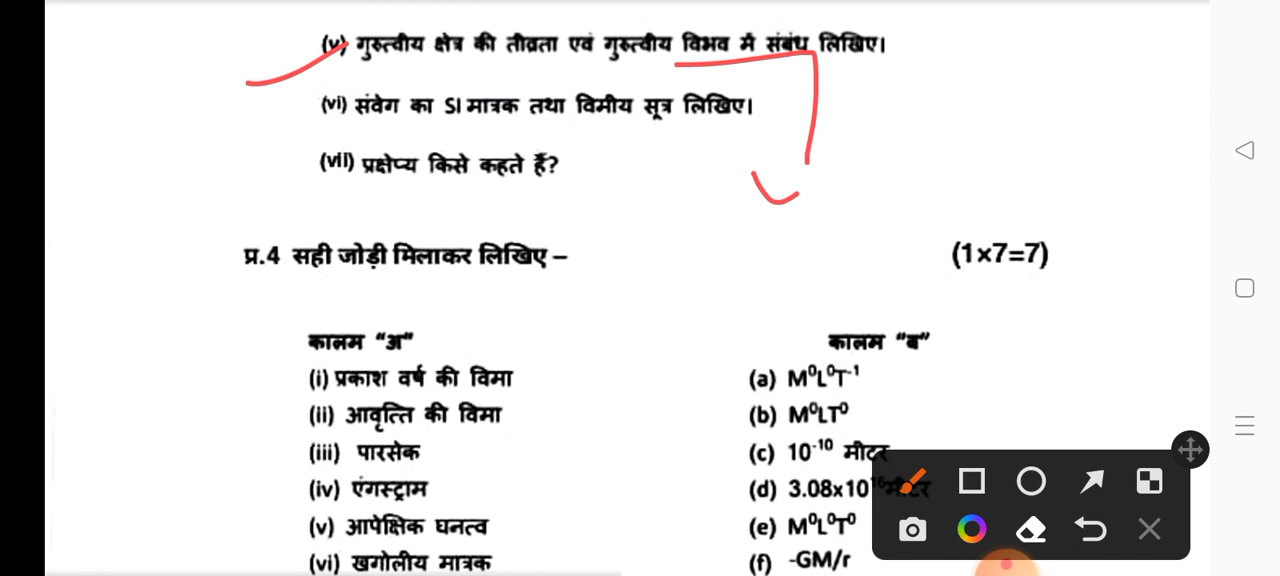 (v) गुरुत्वीय क्षेत्र की तीव्रता एवं गुरुत्वीय विभव में संबंध लिखिए।
(vi) संवेग का SI मात्रक तथा विमीय सूत्र लिखिए।
(vii) प्रक्षेप्य किसे कहते हैं?
प्र.4 सही जोड़ी मिलाकर लिखिए – (1×7=7)
कालम "अ" कालम "ब"
(i) प्रकाश वर्ष की विमा (a) M⁰L⁰T⁻¹
(ii) आवृत्ति की विमा (b) M⁰LT⁰
(iii) पारसेक (c) 10⁻¹⁰ मीटर
(iv) एंगस्ट्राम (d) 3.08x10¹⁶मीटर
(v) आपेक्षिक घनत्व (e) M⁰L⁰T⁰
(vi) खगोलीय मात्रक (f) -GM/r